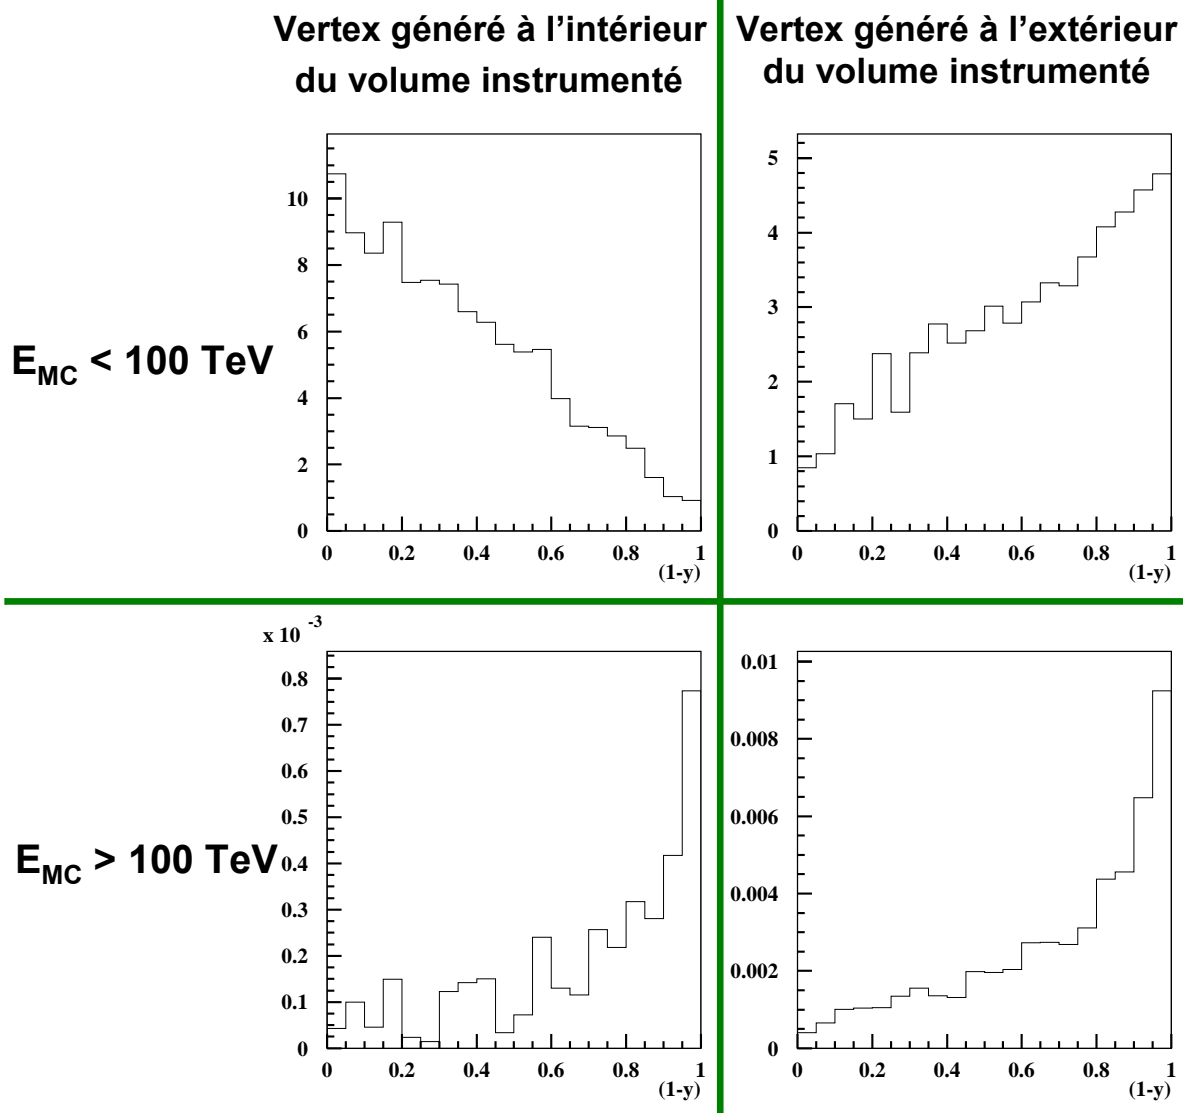 Vertex généré à l’intérieur
du volume instrumenté
Vertex généré à l’extérieur
du volume instrumenté
E_MC < 100 TeV
10
8
6
4
2
0
0 0.2 0.4 0.6 0.8 1
(1-y)
5
4
3
2
1
0
0 0.2 0.4 0.6 0.8 1
(1-y)
E_MC > 100 TeV
x 10 -3
0.8
0.7
0.6
0.5
0.4
0.3
0.2
0.1
0
0 0.2 0.4 0.6 0.8 1
(1-y)
0.01
0.008
0.006
0.004
0.002
0
0 0.2 0.4 0.6 0.8 1
(1-y)